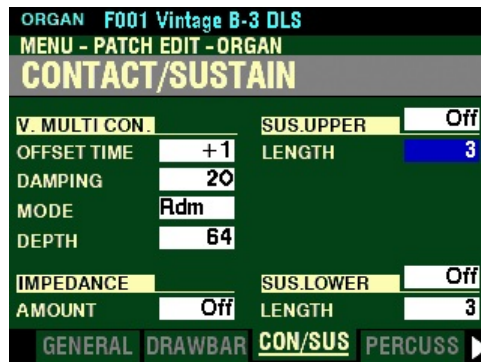 ORGAN F001 Vintage B-3 DLS
MENU - PATCH EDIT - ORGAN
CONTACT/SUSTAIN
V. MULTI CON. SUS.UPPER Off
OFFSET TIME +1 LENGTH 3
DAMPING 20
MODE Rdm
DEPTH 64
IMPEDANCE SUS.LOWER Off
AMOUNT Off LENGTH 3
GENERAL DRAWBAR CON/SUS PERCUSS